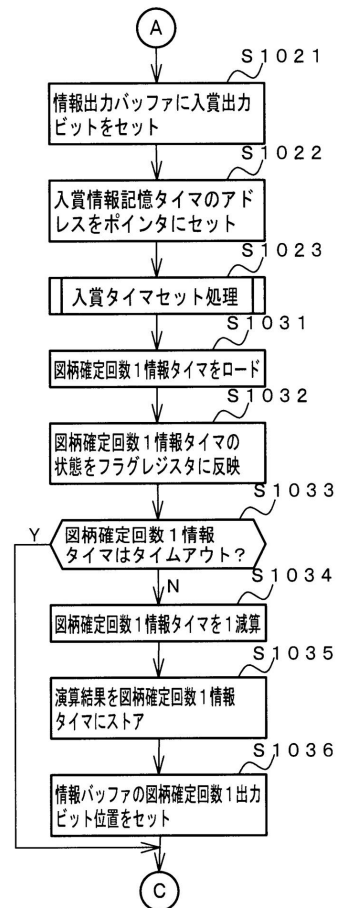 A
S1021
情報出力バッファに入賞出力
ビットをセット
S1022
入賞情報記憶タイマのアド
レスをポインタにセット
S1023
入賞タイマセット処理
S1031
図柄確定回数1情報タイマをロード
S1032
図柄確定回数1情報タイマの
状態をフラグレジスタに反映
S1033
Y
図柄確定回数1情報
タイマはタイムアウト?
N
S1034
図柄確定回数1情報タイマを1減算
S1035
演算結果を図柄確定回数1情報
タイマにストア
S1036
情報バッファの図柄確定回数1出力
ビット位置をセット
C